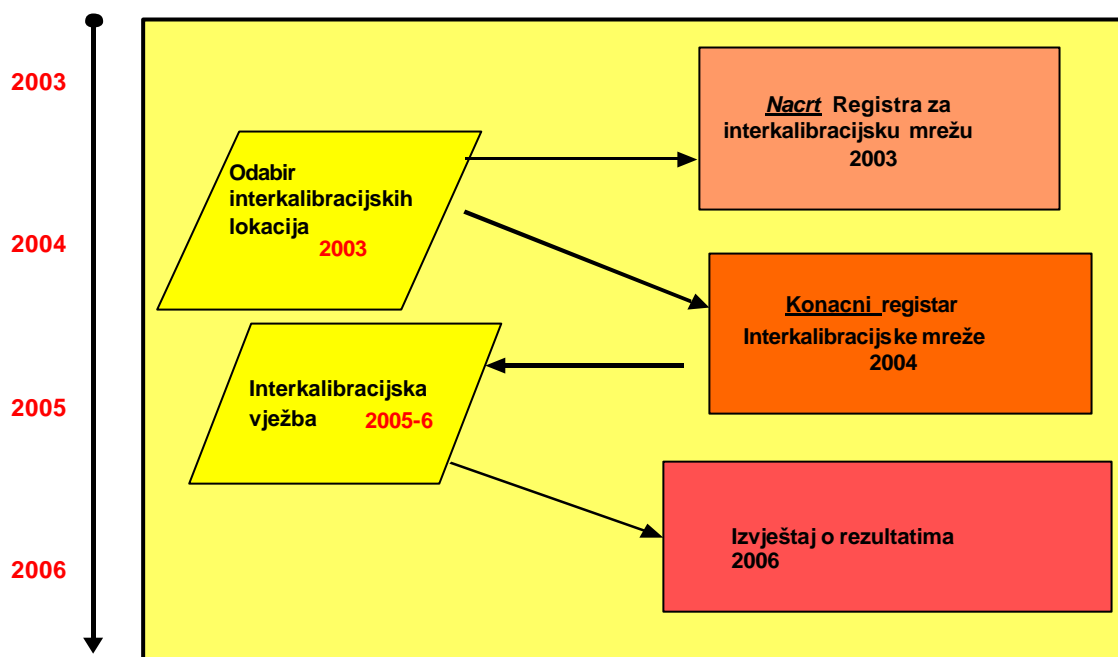 2003
2004
2005
2006
Nacrt Registra za
interkalibracijsku mrežu
2003
Odabir
interkalibracijskih
lokacija
2003
Konacni registar
Interkalibracijske mreže
2004
Interkalibracijska
vježba 2005-6
Izvještaj o rezultatima
2006